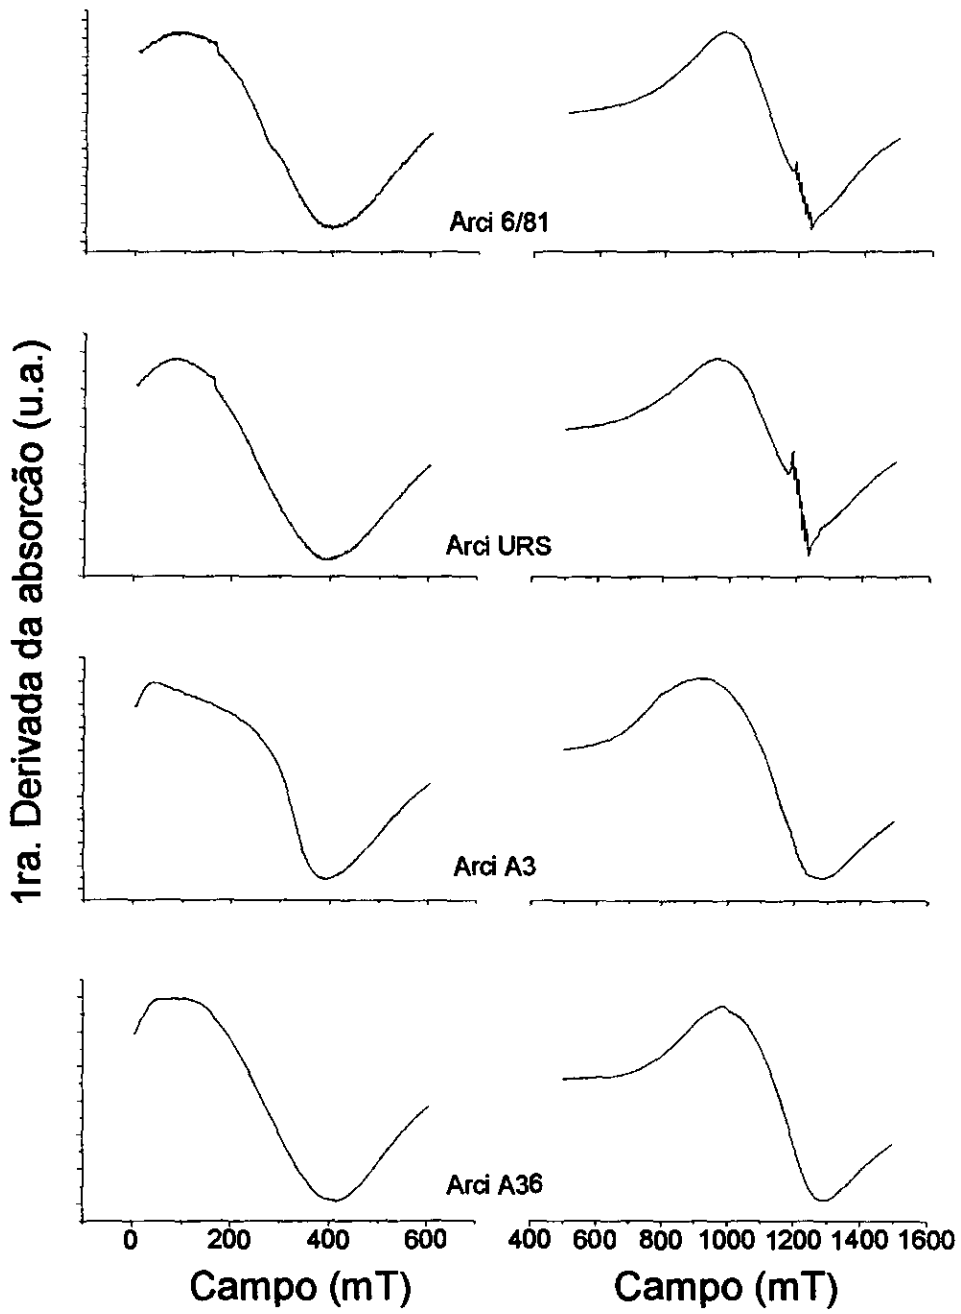 Arci 6/81
Arci URS
Arci A3
Arci A36
1ra. Derivada da absorcão (u.a.)
0 200 400 600
400 600 800 1000 1200 1400 1600
Campo (mT)
Campo (mT)